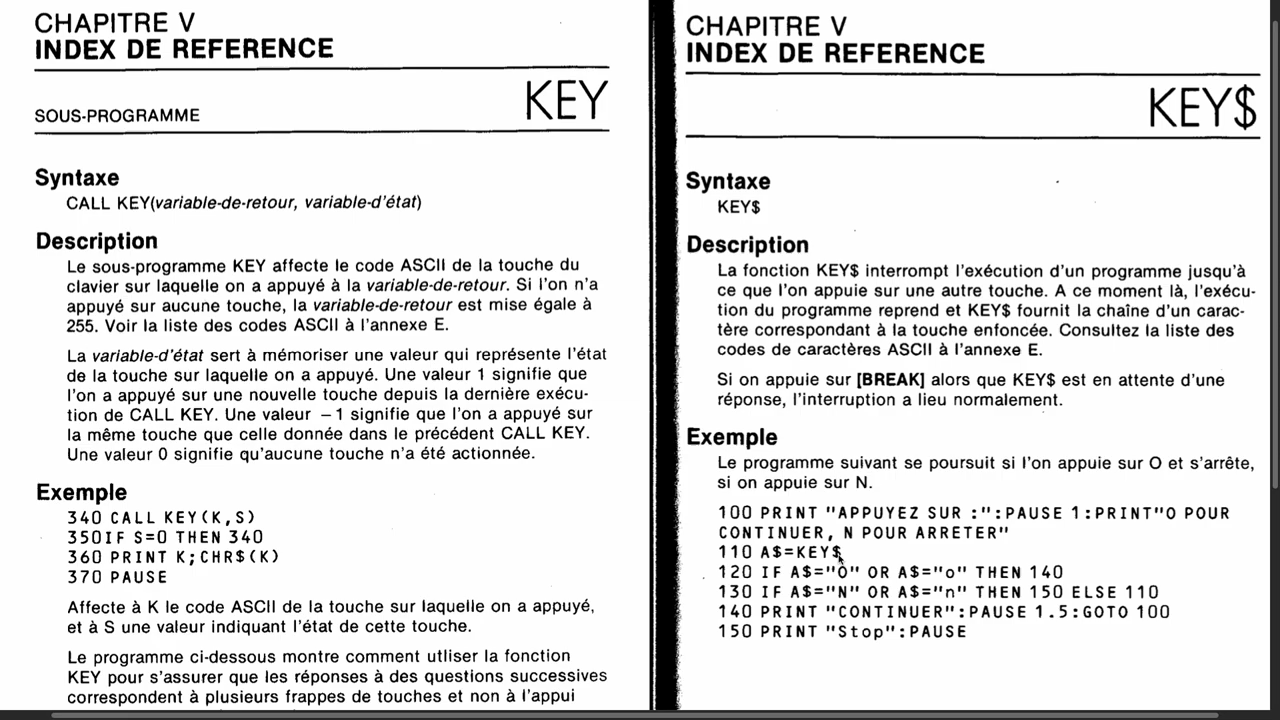 CHAPITRE V
INDEX DE REFERENCE
KEY
SOUS-PROGRAMME
Syntaxe
CALL KEY(variable-de-retour, variable-d'état)
Description
Le sous-programme KEY affecte le code ASCII de la touche du
clavier sur laquelle on a appuyé à la variable-de-retour. Si l'on n'a
appuyé sur aucune touche, la variable-de-retour est mise égale à
255. Voir la liste des codes ASCII à l'annexe E.
La variable-d'état sert à mémoriser une valeur qui représente l'état
de la touche sur laquelle on a appuyé. Une valeur 1 signifie que
l'on a appuyé sur une nouvelle touche depuis la dernière exécu-
tion de CALL KEY. Une valeur −1 signifie que l'on a appuyé sur
la même touche que celle donnée dans le précédent CALL KEY.
Une valeur 0 signifie qu'aucune touche n'a été actionnée.
Exemple
340 CALL KEY(K,S)
350IF S=0 THEN 340
360 PRINT K;CHR$(K)
370 PAUSE
Affecte à K le code ASCII de la touche sur laquelle on a appuyé,
et à S une valeur indiquant l'état de cette touche.
Le programme ci-dessous montre comment utliser la fonction
KEY pour s'assurer que les réponses à des questions successives
correspondent à plusieurs frappes de touches et non à l'appui
CHAPITRE V
INDEX DE REFERENCE
KEY$
Syntaxe
KEY$
Description
La fonction KEY$ interrompt l'exécution d'un programme jusqu'à
ce que l'on appuie sur une autre touche. A ce moment là, l'exécu-
tion du programme reprend et KEY$ fournit la chaîne d'un carac-
tère correspondant à la touche enfoncée. Consultez la liste des
codes de caractères ASCII à l'annexe E.
Si on appuie sur [BREAK] alors que KEY$ est en attente d'une
réponse, l'interruption a lieu normalement.
Exemple
Le programme suivant se poursuit si l'on appuie sur O et s'arrête,
si on appuie sur N.
100 PRINT "APPUYEZ SUR :":PAUSE 1:PRINT"O POUR
CONTINUER, N POUR ARRETER"
110 A$=KEY$
120 IF A$="O" OR A$="o" THEN 140
130 IF A$="N" OR A$="n" THEN 150 ELSE 110
140 PRINT "CONTINUER":PAUSE 1.5:GOTO 100
150 PRINT "Stop":PAUSE